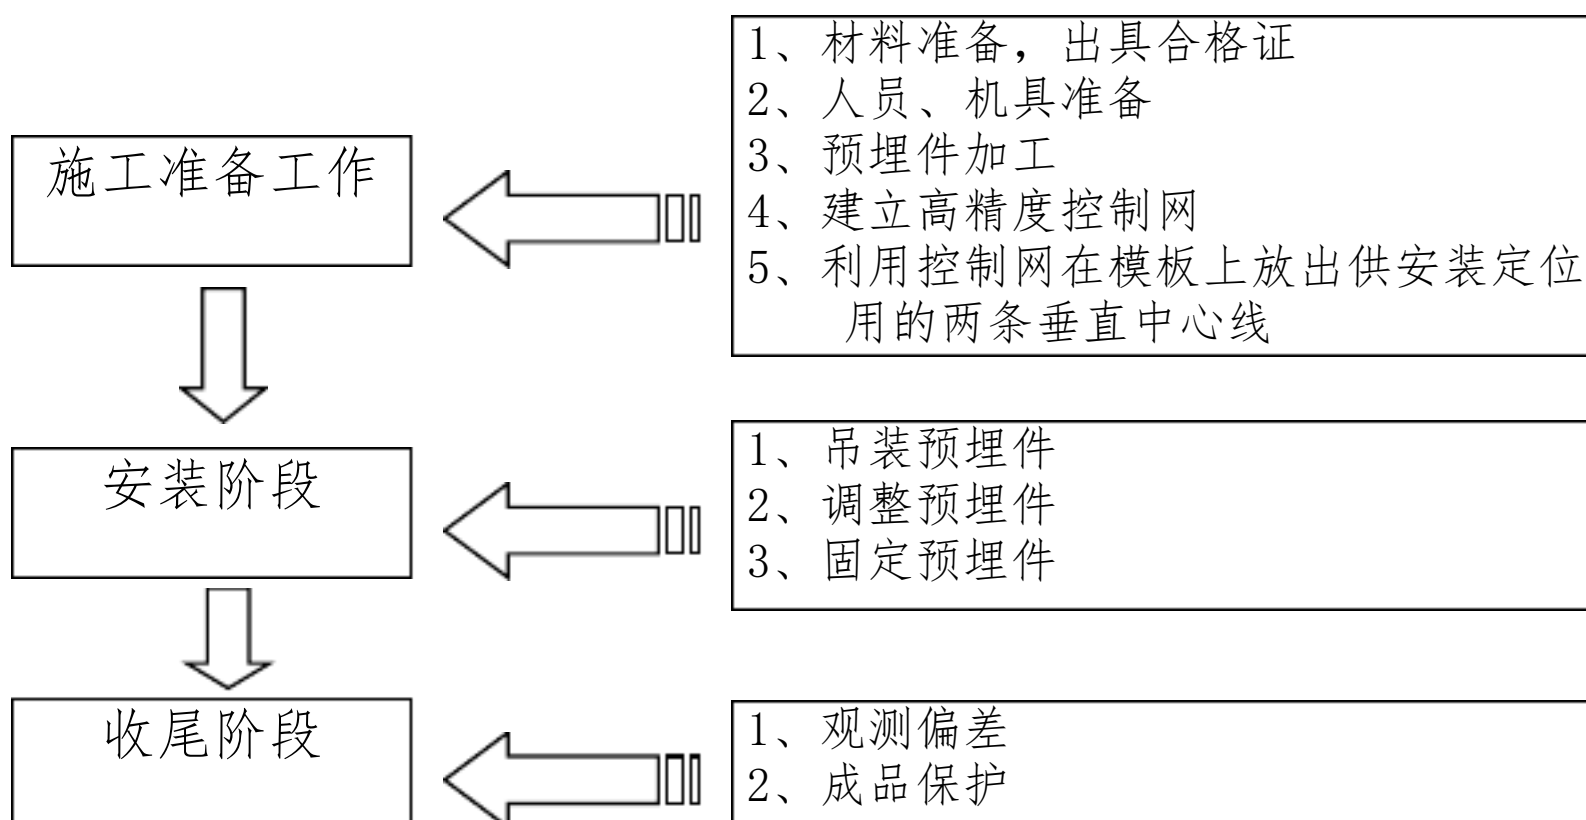 施工准备工作
1、材料准备，出具合格证
2、人员、机具准备
3、预埋件加工
4、建立高精度控制网
5、利用控制网在模板上放出供安装定位
用的两条垂直中心线
安装阶段
1、吊装预埋件
2、调整预埋件
3、固定预埋件
收尾阶段
1、观测偏差
2、成品保护